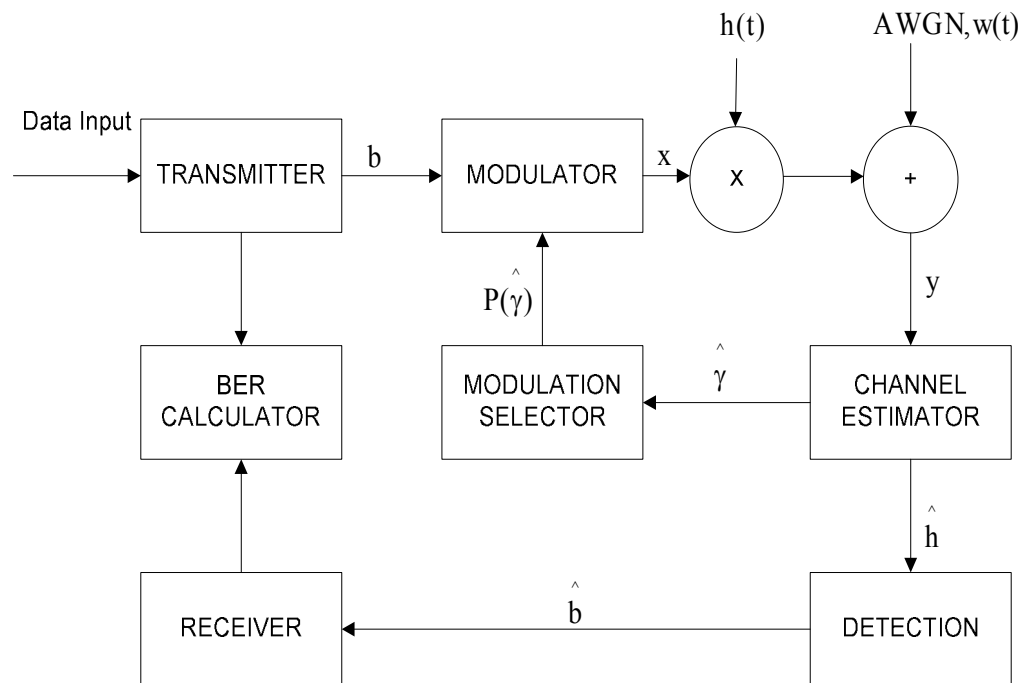 h(t)
AWGN,w(t)
Data Input
TRANSMITTER
b
MODULATOR
x
X
+
P(γ̂)
y
BER
CALCULATOR
MODULATION
SELECTOR
γ̂
CHANNEL
ESTIMATOR
ĥ
RECEIVER
b̂
DETECTION